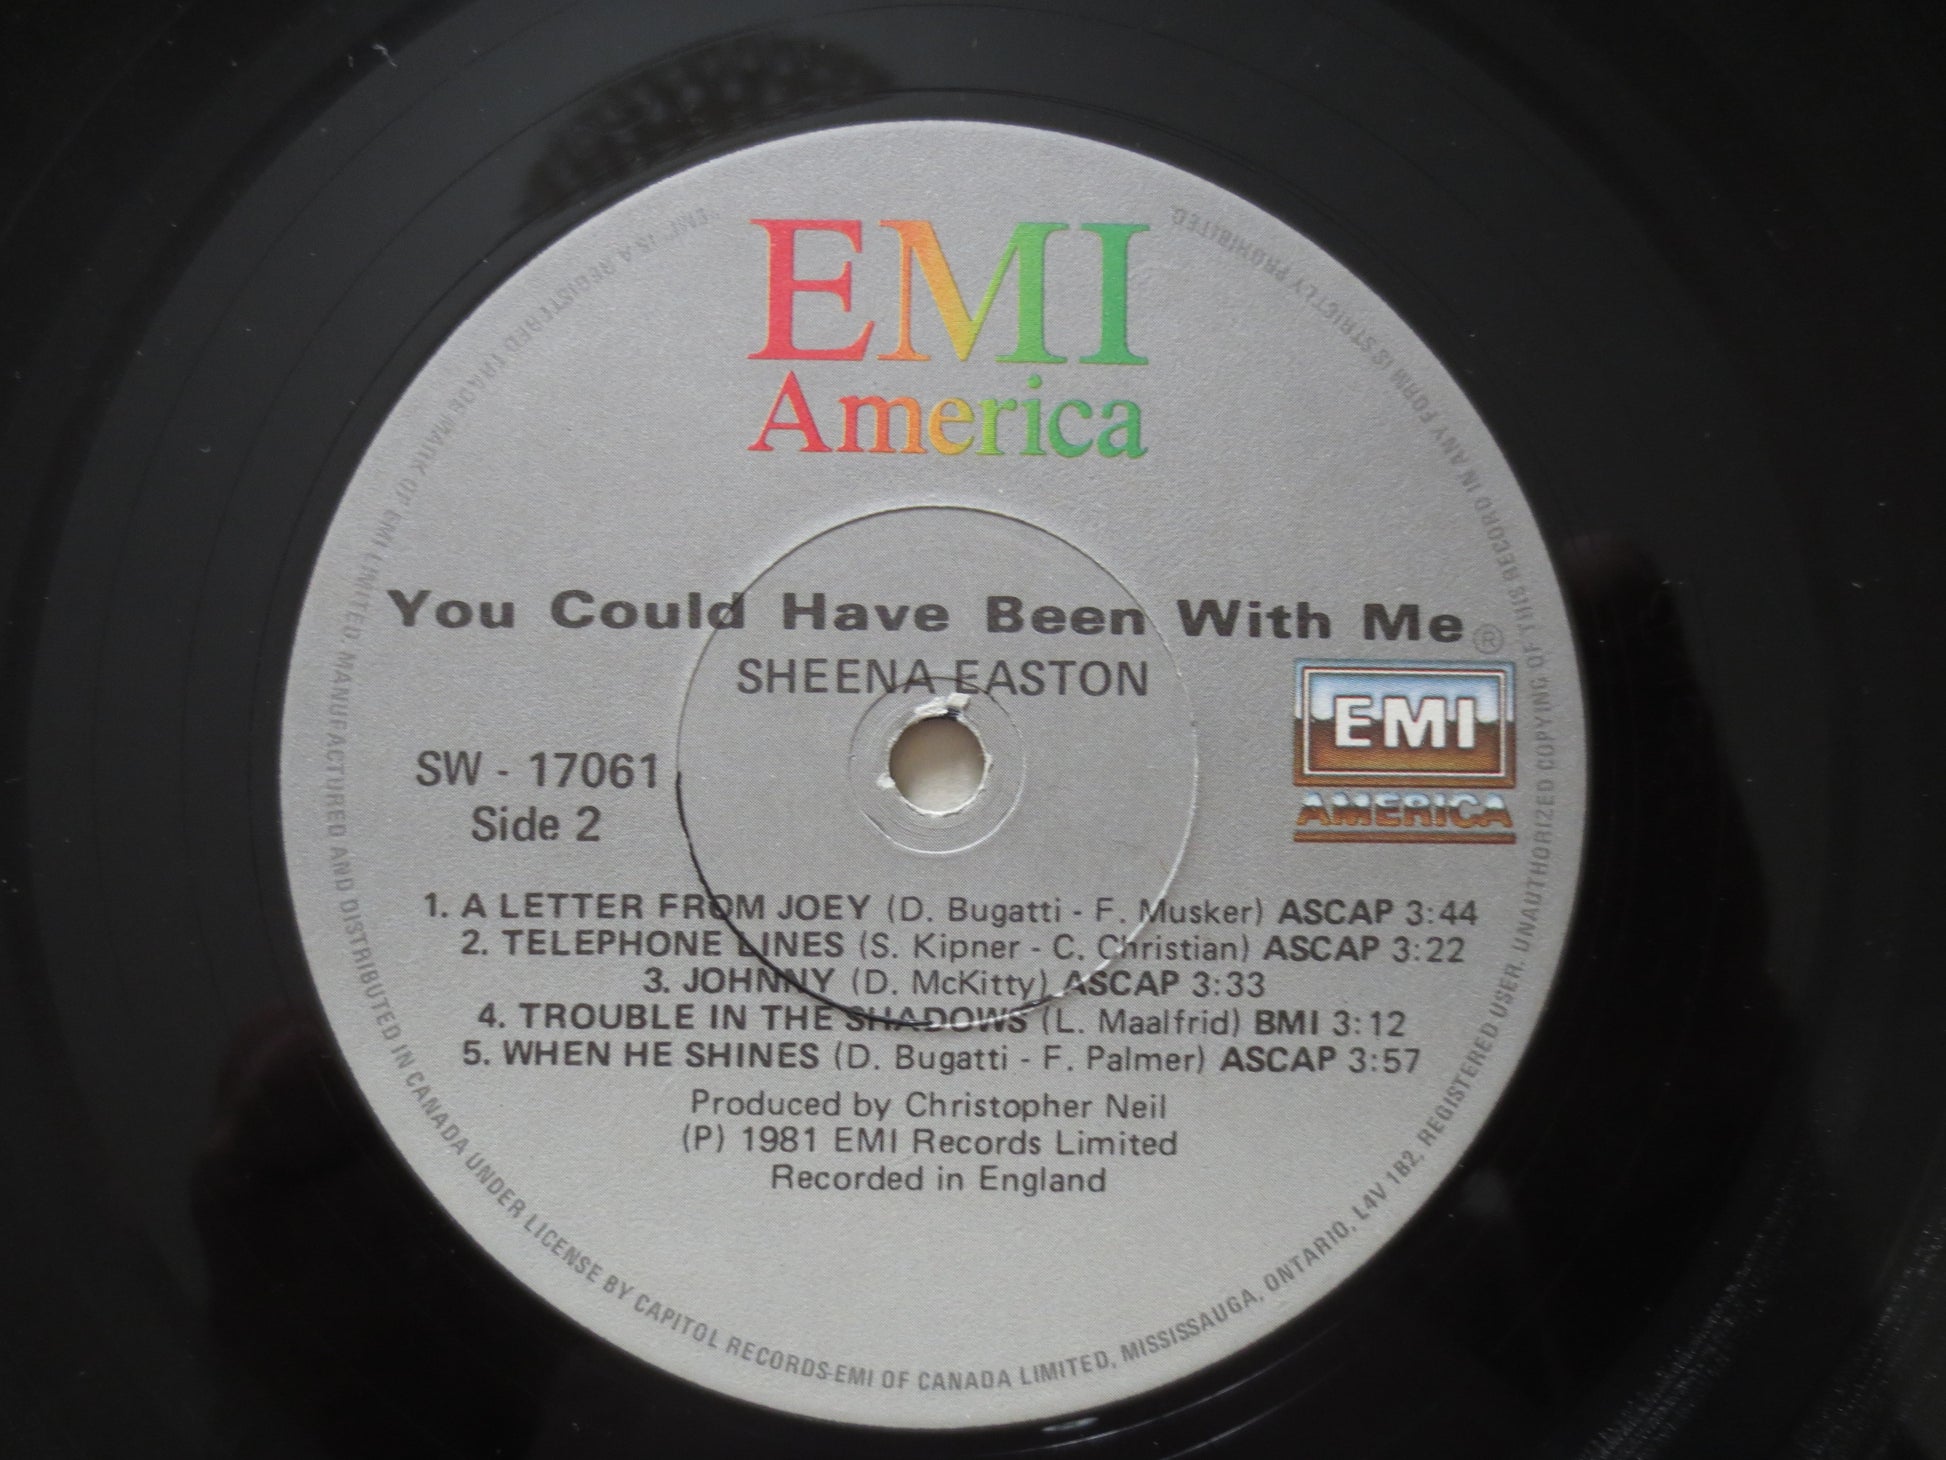 EMI
America
You Could Have Been With Me
®
SHEENA EASTON
EMI
AMERICA
SW - 17061
Side 2
1. A LETTER FROM JOEY (D. Bugatti - F. Musker) ASCAP 3:44
2. TELEPHONE LINES (S. Kipner - C. Christian) ASCAP 3:22
3. JOHNNY (D. McKitty) ASCAP 3:33
4. TROUBLE IN THE SHADOWS (L. Maalfrid) BMI 3:12
5. WHEN HE SHINES (D. Bugatti - F. Palmer) ASCAP 3:57
Produced by Christopher Neil
(P) 1981 EMI Records Limited
Recorded in England
"EMI" IS A REGISTERED TRADE MARK OF EMI LIMITED. MANUFACTURED AND DISTRIBUTED IN CANADA UNDER LICENSE BY CAPITOL RECORDS-EMI OF CANADA LIMITED, MISSISSAUGA, ONTARIO, L4V 1B2, REGISTERED USER. UNAUTHORIZED COPYING OF THIS RECORD IN ANY FORM IS STRICTLY PROHIBITED.